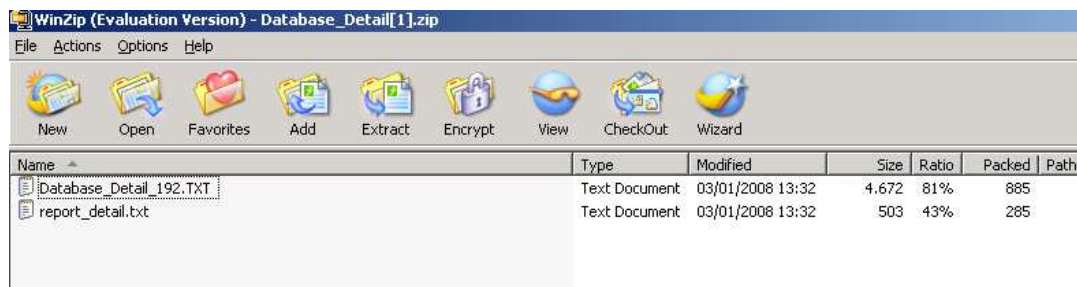 WinZip (Evaluation Version) - Database_Detail[1].zip
File Actions Options Help
New Open Favorites Add Extract Encrypt View CheckOut Wizard
Name Type Modified Size Ratio Packed Path
Database_Detail_192.TXT Text Document 03/01/2008 13:32 4.672 81% 885
report_detail.txt Text Document 03/01/2008 13:32 503 43% 285